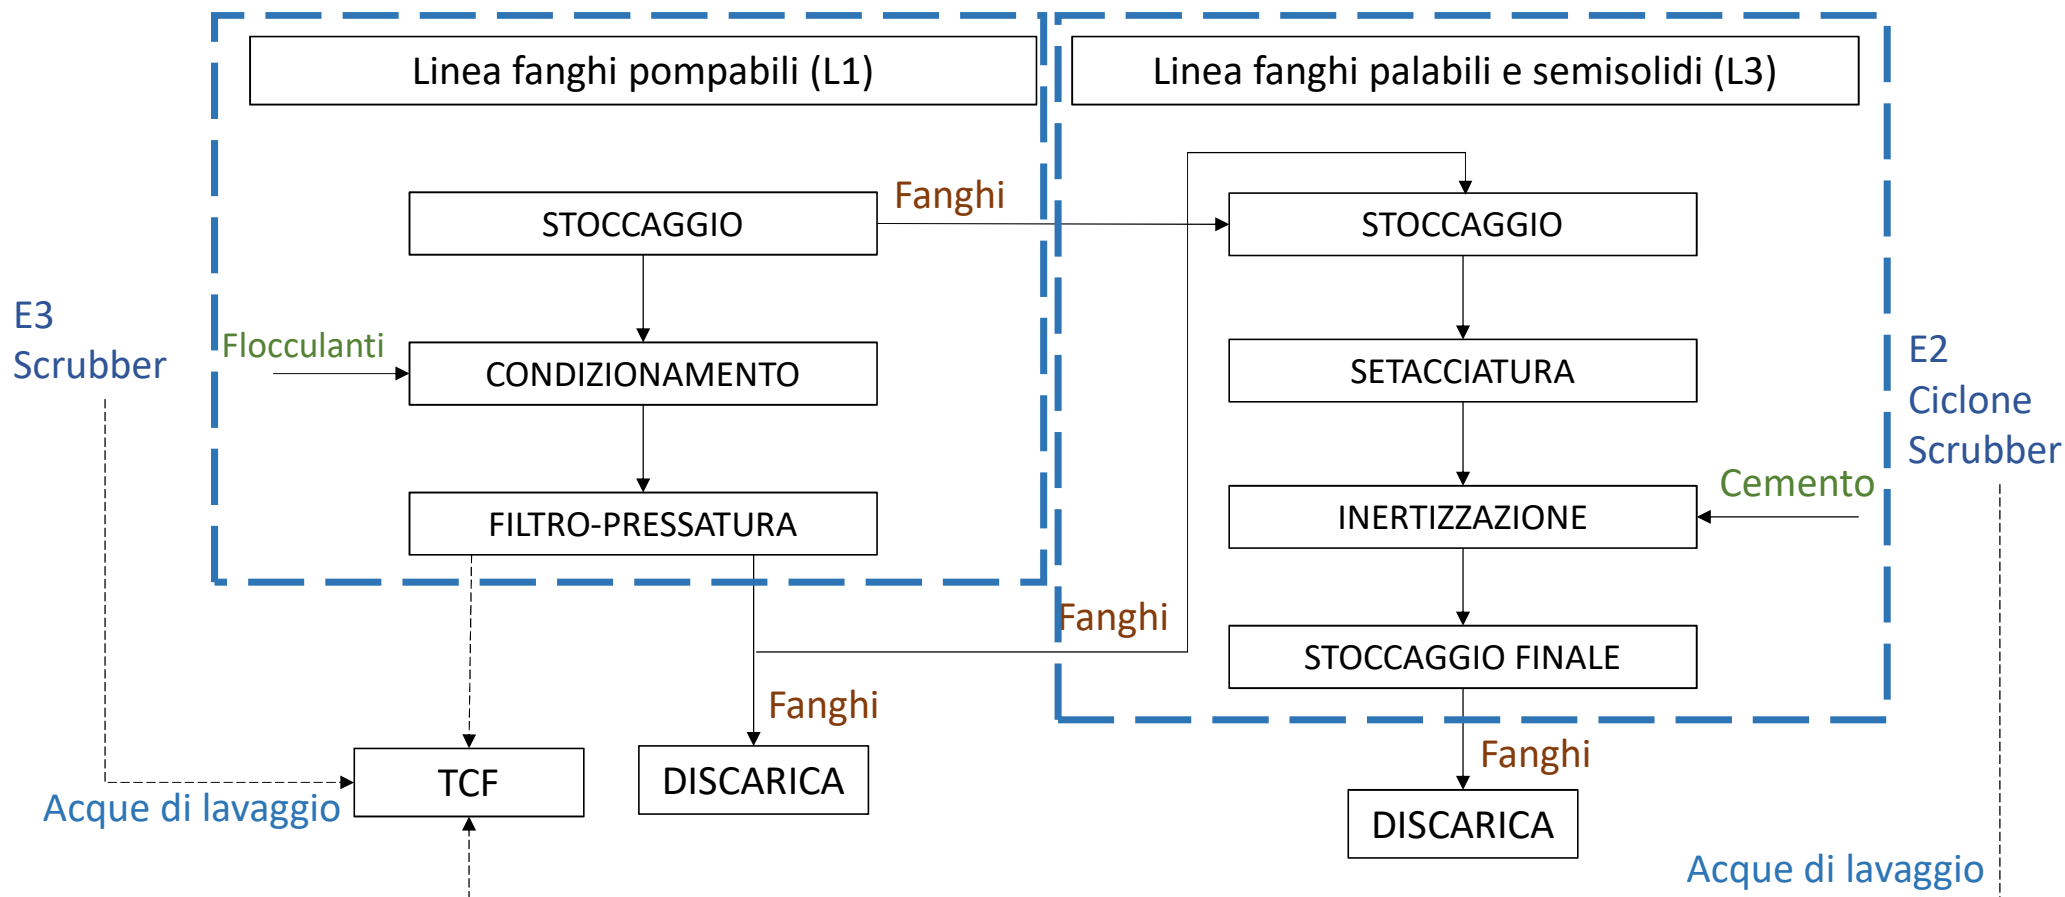 Linea fanghi pompabili (L1)
Linea fanghi palabili e semisolidi (L3)
Fanghi
STOCCAGGIO
STOCCAGGIO
E3
Scrubber
Flocculanti
CONDIZIONAMENTO
SETACCIATURA
E2
Ciclone
Scrubber
Cemento
FILTRO-PRESSATURA
INERTIZZAZIONE
Fanghi
STOCCAGGIO FINALE
Fanghi
Fanghi
TCF
DISCARICA
Acque di lavaggio
DISCARICA
Acque di lavaggio